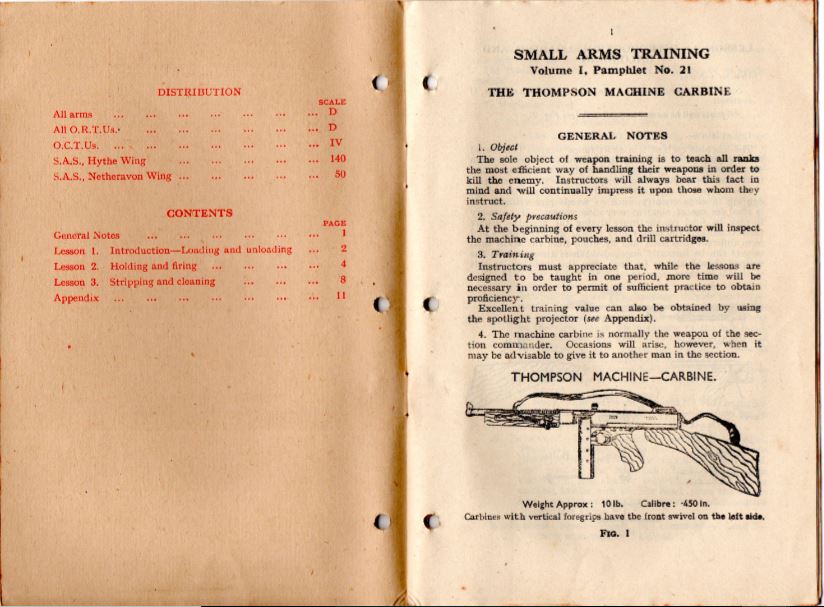 DISTRIBUTION
SCALE
All arms ... ... ... ... ... ... ... D
All O.R.T.Us. ... ... ... ... ... ... D
O.C.T.Us. ... ... ... ... ... ... ... IV
S.A.S., Hythe Wing ... ... ... ... ... 140
S.A.S., Netheravon Wing ... ... ... ... ... 50
CONTENTS
PAGE
General Notes ... ... ... ... ... ... 1
Lesson 1. Introduction—Loading and unloading ... 2
Lesson 2. Holding and firing ... ... ... ... 4
Lesson 3. Stripping and cleaning ... ... ... 8
Appendix ... ... ... ... ... ... ... 11
1
SMALL ARMS TRAINING
Volume I, Pamphlet No. 21
THE THOMPSON MACHINE CARBINE
GENERAL NOTES
1. Object
The sole object of weapon training is to teach all ranks
the most efficient way of handling their weapons in order to
kill the enemy. Instructors will always bear this fact in
mind and will continually impress it upon those whom they
instruct.
2. Safety precautions
At the beginning of every lesson the instructor will inspect
the machine carbine, pouches, and drill cartridges.
3. Training
Instructors must appreciate that, while the lessons are
designed to be taught in one period, more time will be
necessary in order to permit of sufficient practice to obtain
proficiency.
Excellent training value can also be obtained by using
the spotlight projector (see Appendix).
4. The machine carbine is normally the weapon of the sec-
tion commander. Occasions will arise, however, when it
may be advisable to give it to another man in the section.
THOMPSON MACHINE—CARBINE.
Weight Approx : 10 lb. Calibre : ·450 in.
Carbines with vertical foregrips have the front swivel on the left side.
FIG. 1